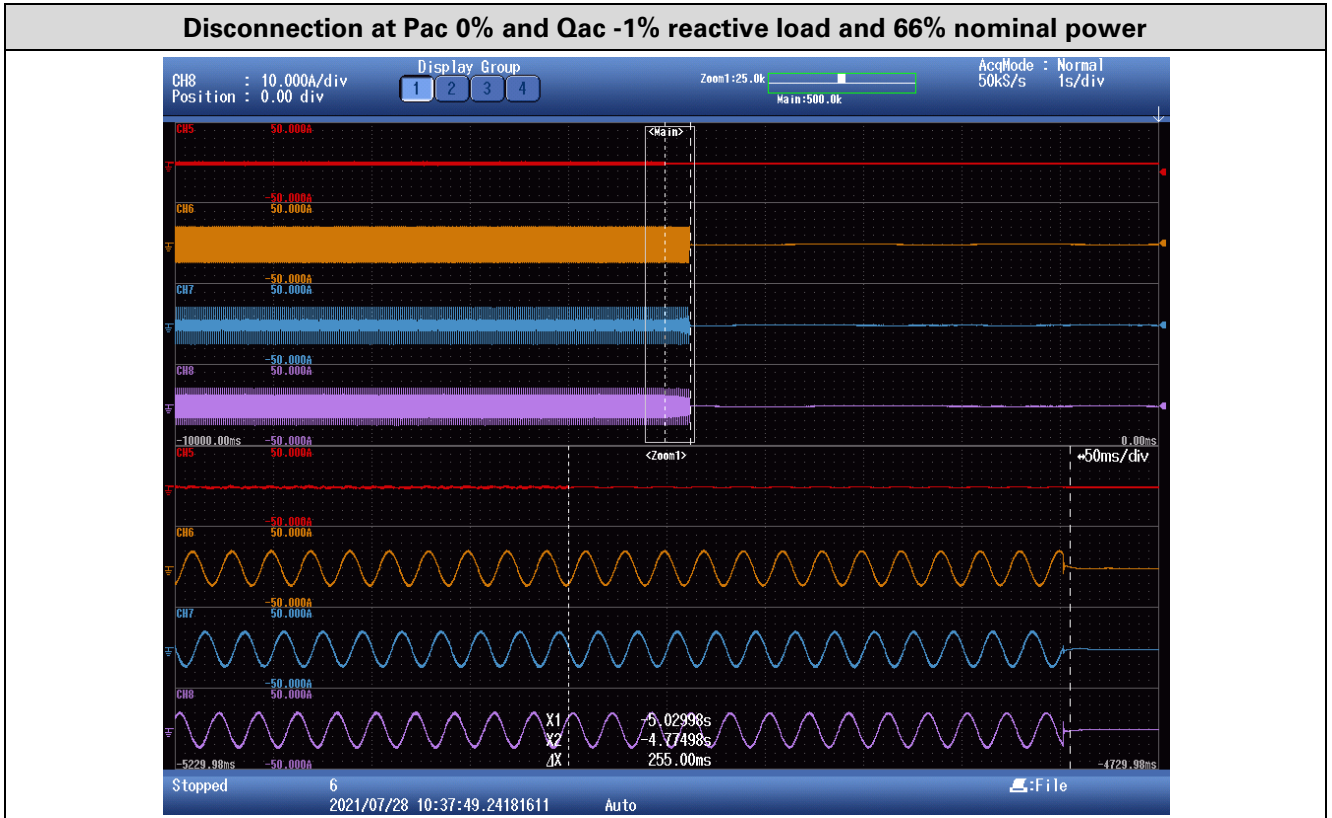 Disconnection at Pac 0% and Qac -1% reactive load and 66% nominal power
CH8 : 10.000A/div
Position : 0.00 div
Display Group
1 2 3 4
Zoom1:25.0k
Main:500.0k
AcqMode : Normal
50kS/s 1s/div
CH5 50.000A
<Main>
-50.000A
CH6 50.000A
-50.000A
CH7 50.000A
-50.000A
CH8 50.000A
-10000.00ms -50.000A 0.00ms
CH5 50.000A
<Zoom1>
↔50ms/div
-50.000A
CH6 50.000A
-50.000A
CH7 50.000A
-50.000A
CH8 50.000A
X1 -5.02998s
X2 -4.77498s
ΔX 255.00ms
-5229.98ms -50.000A -4729.98ms
Stopped 6
2021/07/28 10:37:49.24181611 Auto
:File